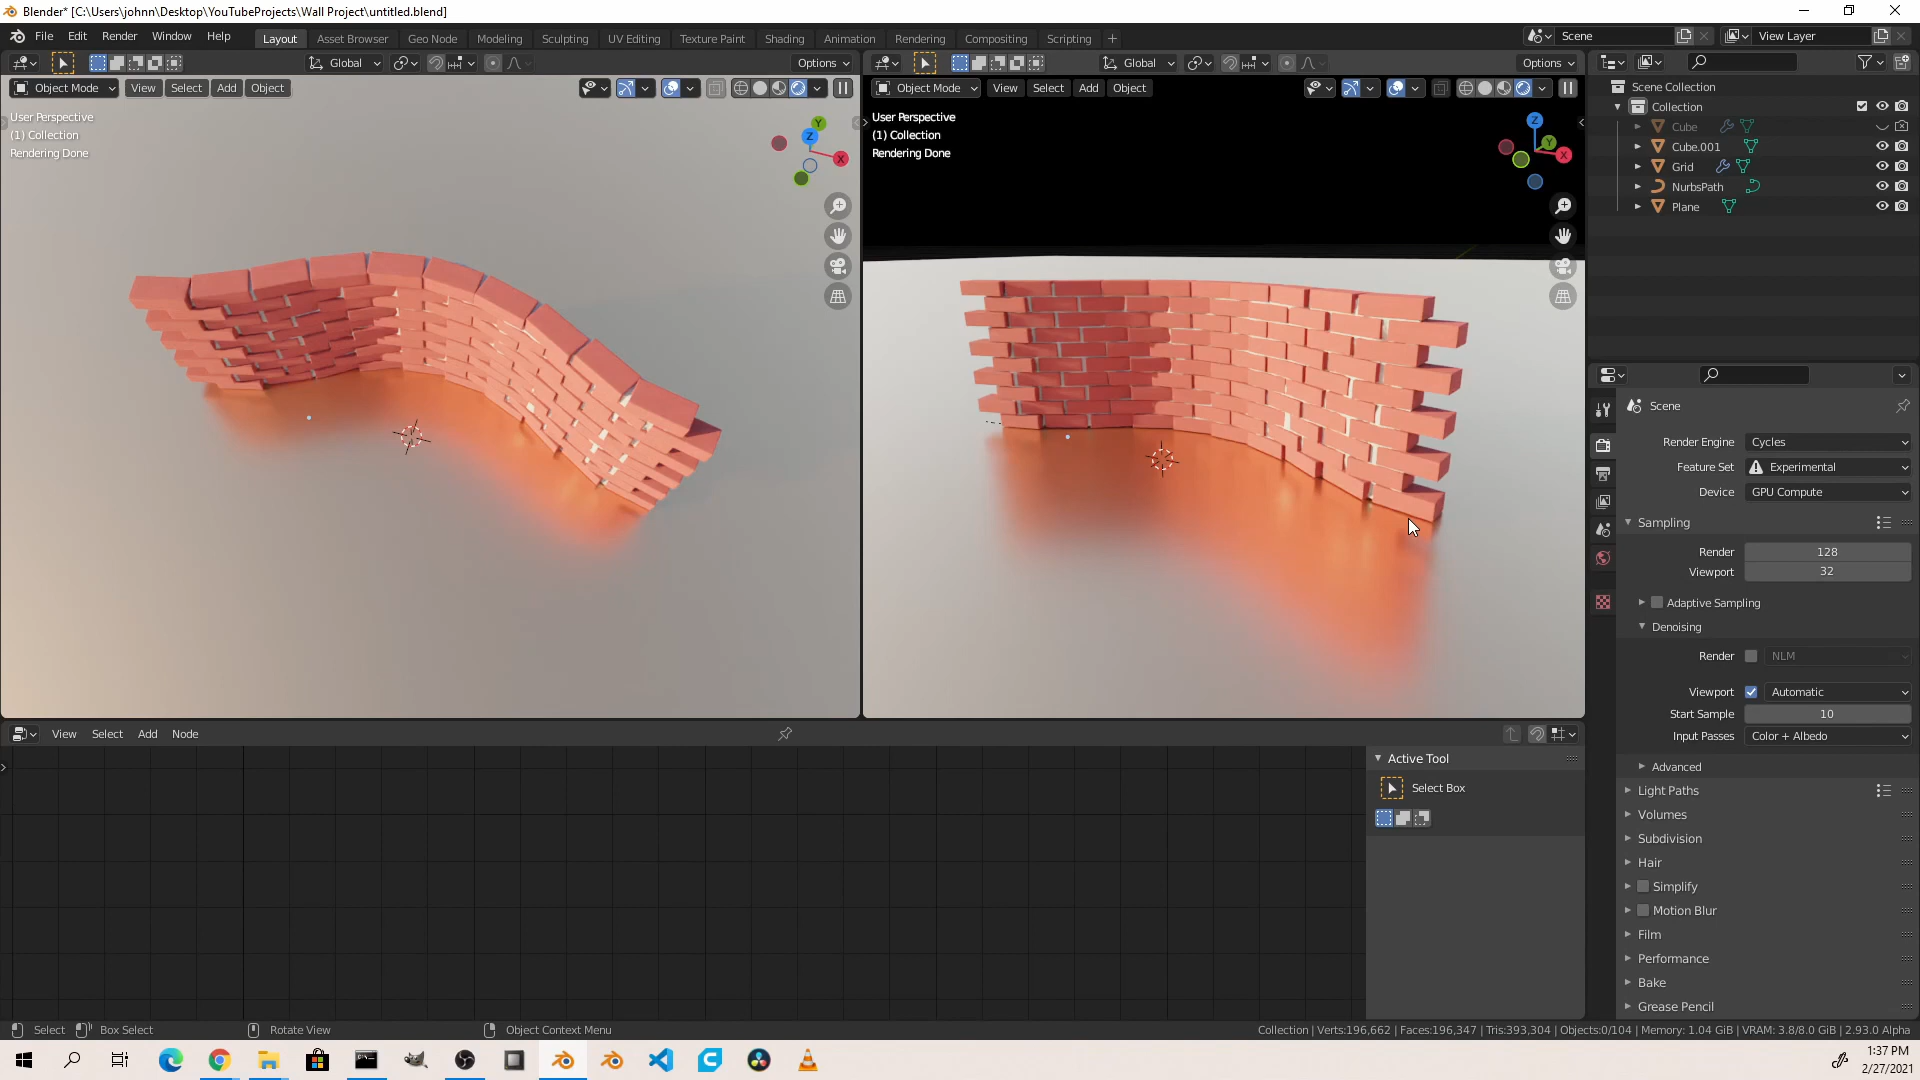 Blender* [C:\Users\johnn\Desktop\YouTubeProjects\Wall Project\untitled.blend]
File Edit Render Window Help Layout Asset Browser Geo Node Modeling Sculpting UV Editing Texture Paint Shading Animation Rendering Compositing Scripting + Scene View Layer
Global Options
Object Mode View Select Add Object
User Perspective
(1) Collection
Rendering Done
X
Y
Z
Global Options
Object Mode View Select Add Object
User Perspective
(1) Collection
Rendering Done
Z
Y
X
Scene Collection
Collection
Cube
Cube.001
Grid
NurbsPath
Plane
Scene
Render Engine Cycles
Feature Set Experimental
Device GPU Compute
Sampling
Render 128
Viewport 32
Adaptive Sampling
Denoising
Render NLM
Viewport Automatic
Start Sample 10
Input Passes Color + Albedo
Advanced
Light Paths
Volumes
Subdivision
Hair
Simplify
Motion Blur
Film
Performance
Bake
Grease Pencil
View Select Add Node
Active Tool
Select Box
Select Box Select Rotate View Object Context Menu
Collection | Verts:196,662 | Faces:196,347 | Tris:393,304 | Objects:0/104 | Memory: 1.04 GiB | VRAM: 3.8/8.0 GiB | 2.93.0 Alpha
1:37 PM
2/27/2021